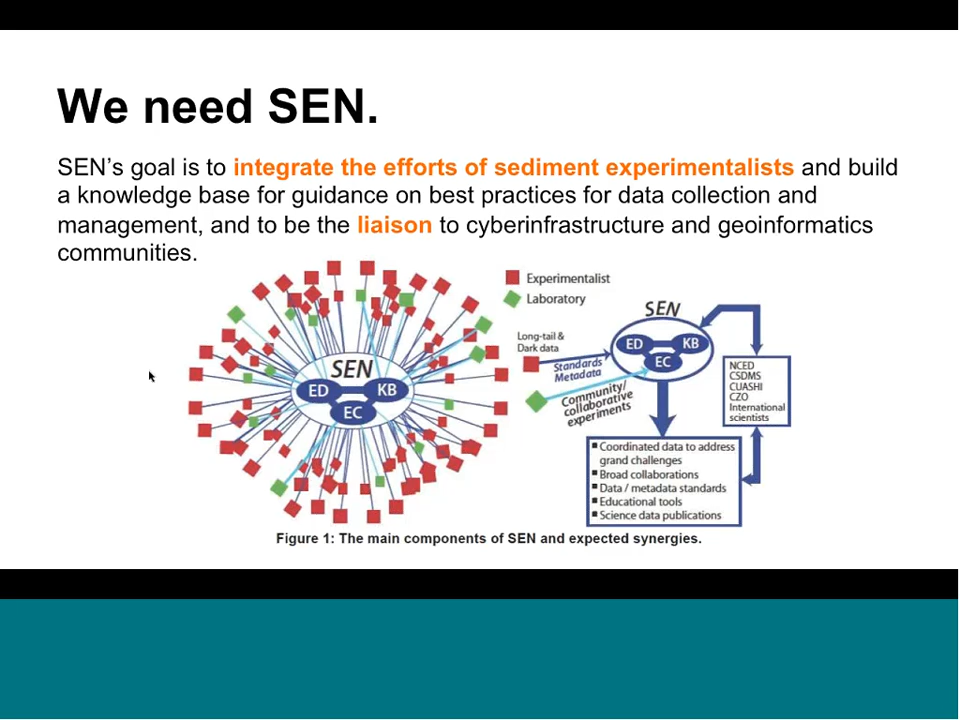 We need SEN.
SEN's goal is to integrate the efforts of sediment experimentalists and build
a knowledge base for guidance on best practices for data collection and
management, and to be the liaison to cyberinfrastructure and geoinformatics
communities.
SEN
ED
KB
EC
Experimentalist
Laboratory
Long-tail &
Dark data
Standards
Metadata
Community/
collaborative
experiments
SEN
ED
KB
EC
NCED
CSDMS
CUASHI
CZO
International
scientists
▪ Coordinated data to address
grand challenges
▪ Broad collaborations
▪ Data / metadata standards
▪ Educational tools
▪ Science data publications
Figure 1: The main components of SEN and expected synergies.